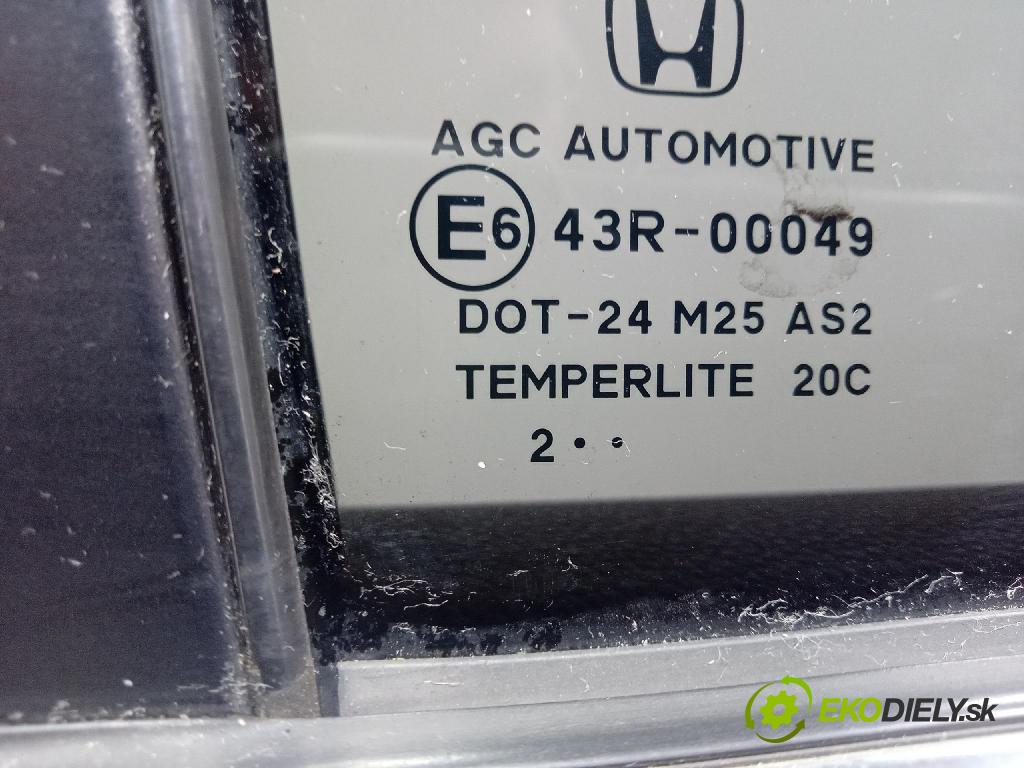 AGC AUTOMOTIVE
E6 43R-00049
DOT-24 M25 AS2
TEMPERLITE 20C
2••
EKODIELY.sk